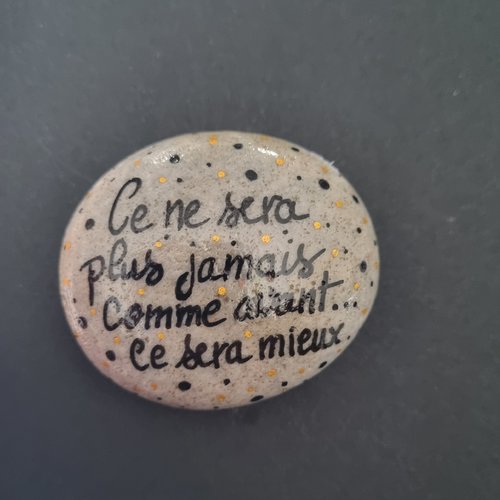 Ce ne sera
plus jamais
comme avant...
ce sera mieux.